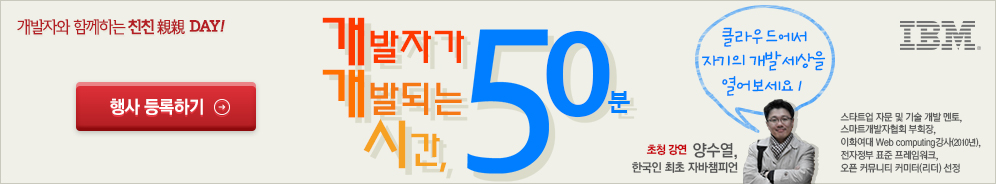 개발자와 함께하는 친친 親親 DAY!
행사 등록하기
개발자가
개발되는
시간,
50분
클라우드에서
자기의 개발세상을
열어보세요!
초청 강연 양수열,
한국인 최초 자바챔피언
IBM.
스타트업 자문 및 기술 개발 멘토,
스마트개발자협회 부회장,
이화여대 Web computing강사(2010년),
전자정부 표준 프레임워크,
오픈 커뮤니티 커미터(리더) 선정